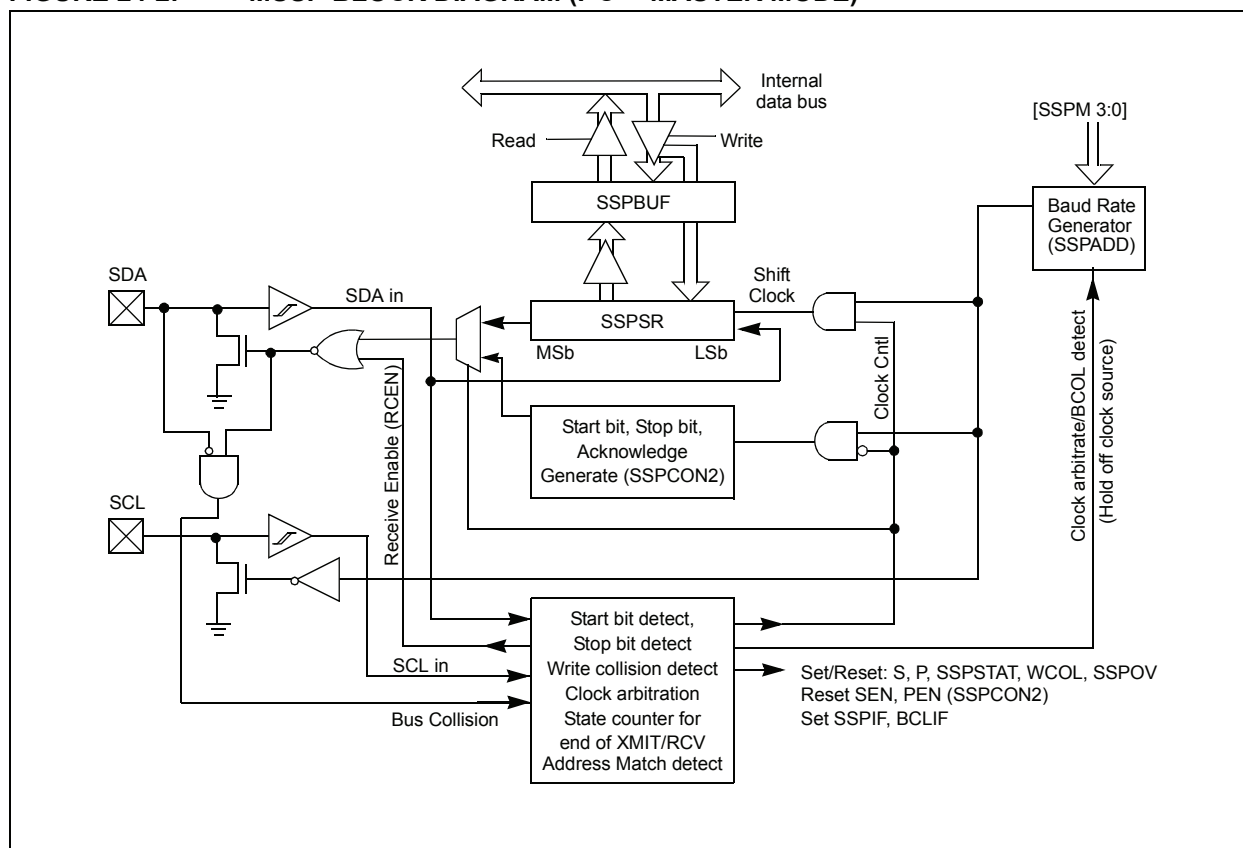 Internal
data bus
[SSPM 3:0]
Read
Write
SSPBUF
Baud Rate
Generator
(SSPADD)
SDA
SDA in
Shift
Clock
SSPSR
MSb
LSb
Start bit, Stop bit,
Acknowledge
Generate (SSPCON2)
Clock Cntl
Receive Enable (RCEN)
Clock arbitrate/BCOL detect
(Hold off clock source)
SCL
SCL in
Bus Collision
Start bit detect,
Stop bit detect
Write collision detect
Clock arbitration
State counter for
end of XMIT/RCV
Address Match detect
Set/Reset: S, P, SSPSTAT, WCOL, SSPOV
Reset SEN, PEN (SSPCON2)
Set SSPIF, BCLIF